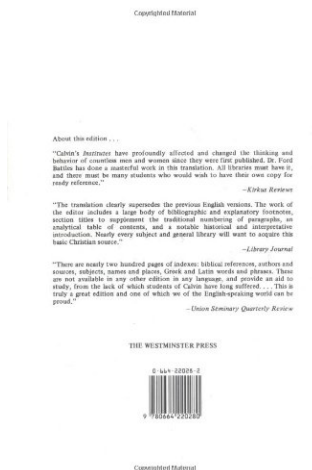 Copyrighted Material
About this edition . . .
"Calvin's Institutes have profoundly affected and changed the thinking and
behavior of countless men and women since they were first published. Dr. Ford
Battles has done a masterful work in this translation. All libraries must have it,
and there must be many students who would wish to have their own copy for
ready reference."
—Kirkus Reviews
"The translation clearly supersedes the previous English versions. The work of
the editor includes a large body of bibliographic and explanatory footnotes,
section titles to supplement the traditional numbering of paragraphs, an
analytical table of contents, and a notable historical and interpretative
introduction. Nearly every subject and general library will want to acquire this
basic Christian source."
—Library Journal
"There are nearly two hundred pages of indexes: biblical references, authors and
sources, subjects, names and places, Greek and Latin words and phrases. These
are not available in any other edition in any language, and provide an aid to
study, from the lack of which students of Calvin have long suffered. . . . This is
truly a great edition and one of which we of the English-speaking world can be
proud."
—Union Seminary Quarterly Review
THE WESTMINSTER PRESS
0-664-22028-2
9 780664 220280
Copyrighted Material